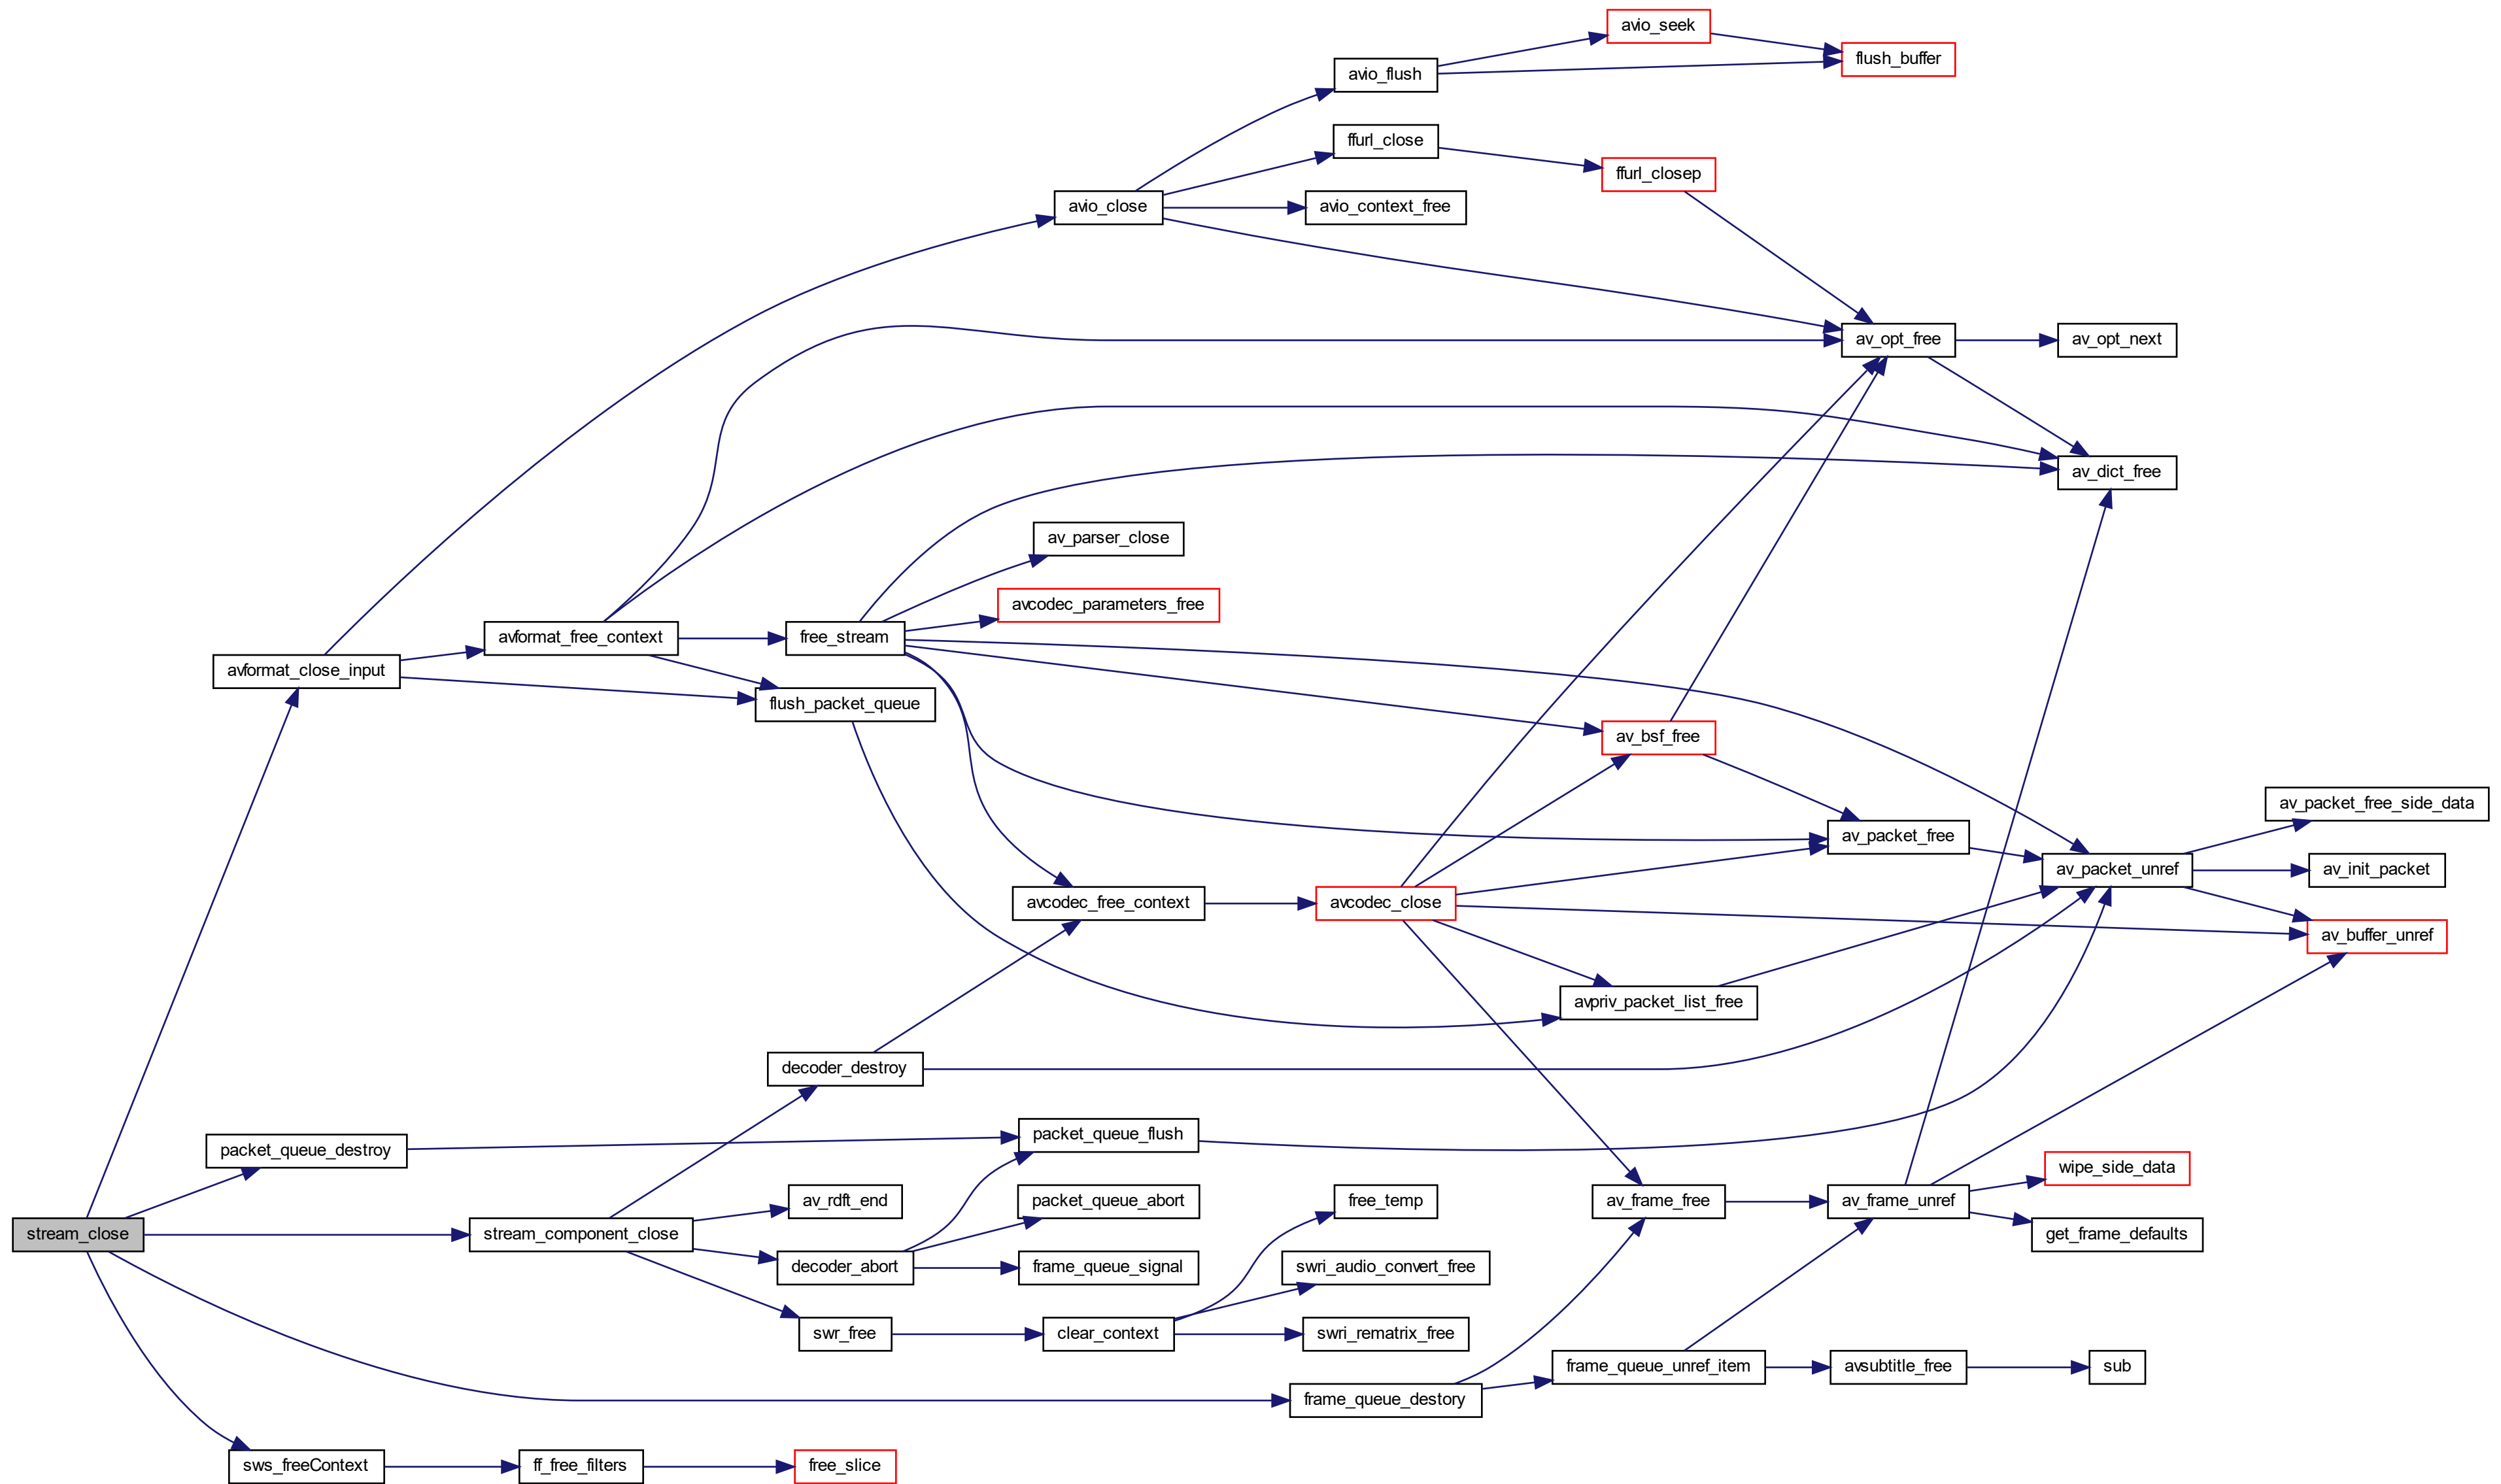 avio_seek
flush_buffer
avio_flush
ffurl_close
ffurl_closep
avio_close
avio_context_free
av_opt_free
av_opt_next
av_dict_free
av_parser_close
avcodec_parameters_free
avformat_free_context
free_stream
avformat_close_input
flush_packet_queue
av_bsf_free
av_packet_free_side_data
av_packet_free
av_packet_unref
av_init_packet
avcodec_free_context
avcodec_close
av_buffer_unref
avpriv_packet_list_free
decoder_destroy
packet_queue_flush
packet_queue_destroy
wipe_side_data
av_rdft_end
packet_queue_abort
free_temp
av_frame_free
av_frame_unref
stream_close
stream_component_close
get_frame_defaults
decoder_abort
frame_queue_signal
swri_audio_convert_free
swr_free
clear_context
swri_rematrix_free
frame_queue_unref_item
avsubtitle_free
sub
frame_queue_destory
sws_freeContext
ff_free_filters
free_slice